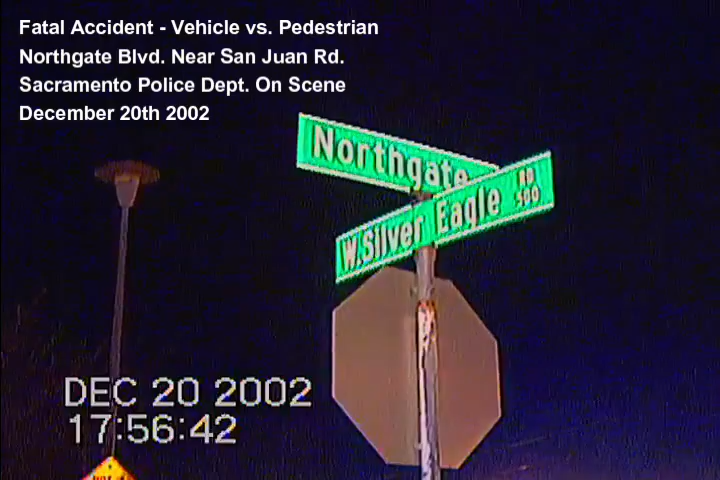 Fatal Accident - Vehicle vs. Pedestrian
Northgate Blvd. Near San Juan Rd.
Sacramento Police Dept. On Scene
December 20th 2002
Northgate
W.Silver Eagle RD 500
DEC 20 2002
17:56:42